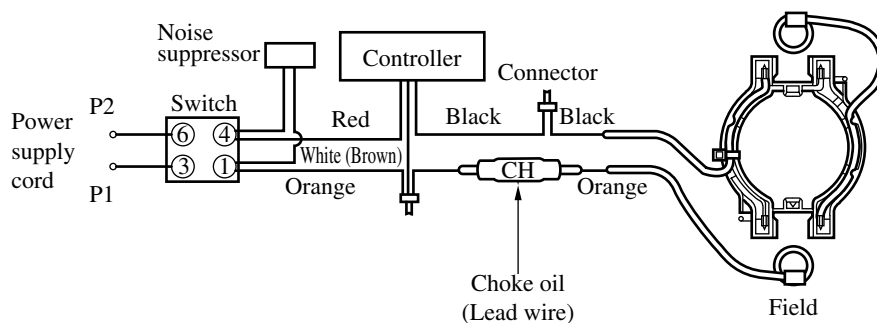 Noise
suppressor
Controller
Connector
P2
Switch
Power
supply
cord
6
4
Red
Black
Black
3
1
White (Brown)
P1
Orange
CH
Orange
Choke oil
(Lead wire)
Field